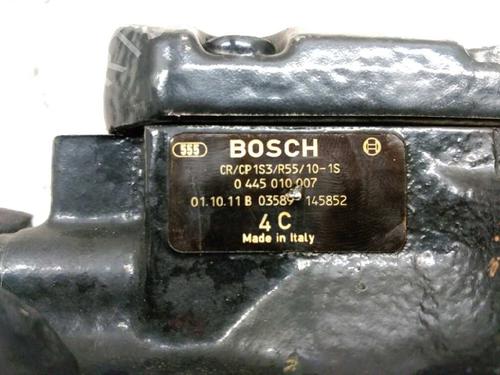 555 BOSCH
CR/CP1S3/R55/10-1S
0 445 010 007
01.10.11 B 03589 145852
4 C
Made in Italy